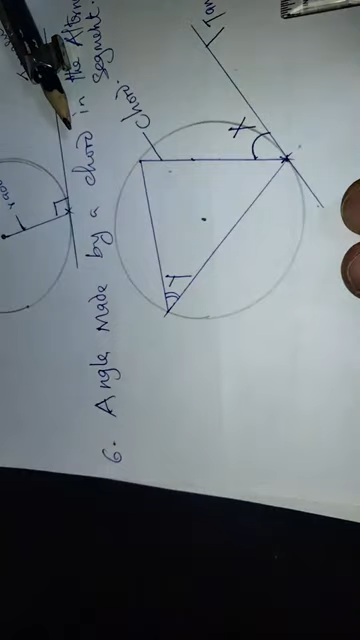 6. Angle Made by a chord in the Altern
Segment.
Chord.
Tan
X
Y